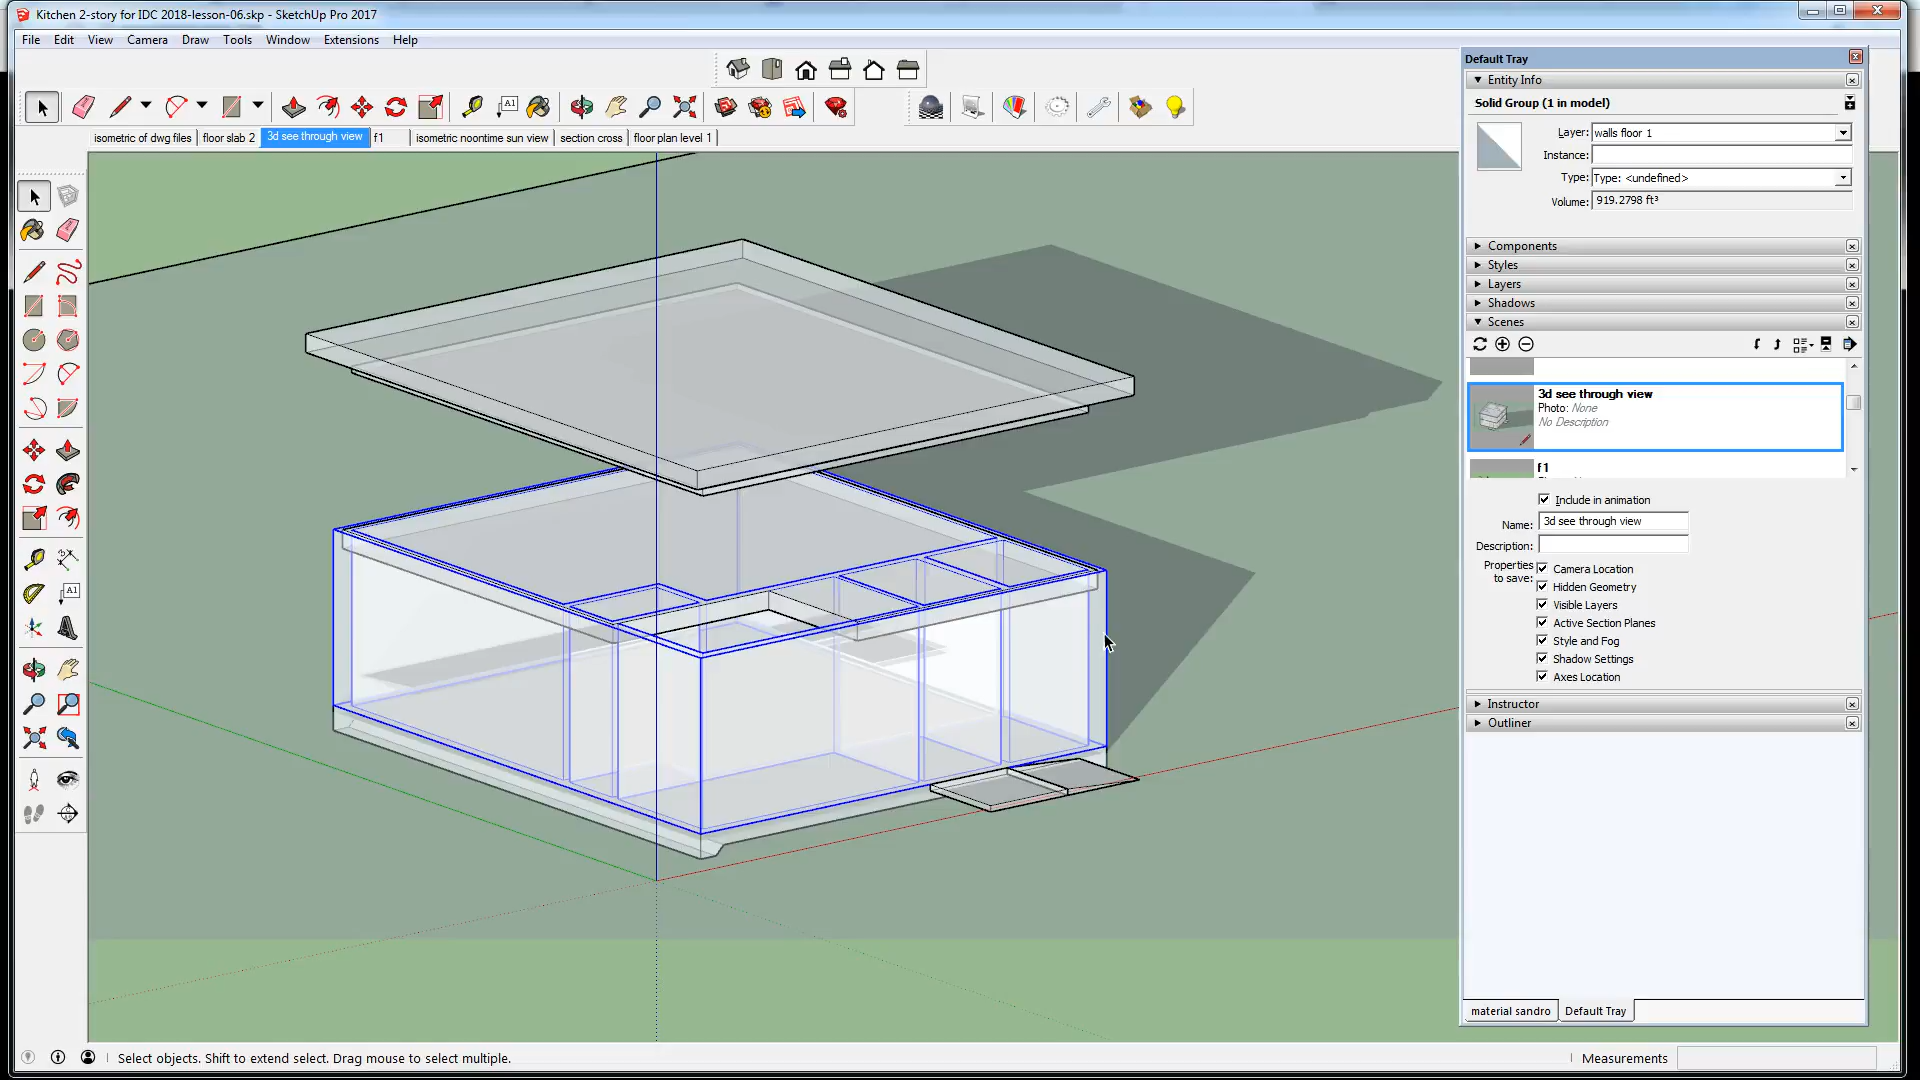 Kitchen 2-story for IDC 2018-lesson-06.skp - SketchUp Pro 2017
File Edit View Camera Draw Tools Window Extensions Help
isometric of dwg files floor slab 2 3d see through view f1 isometric noontime sun view section cross floor plan level 1
Default Tray
Entity Info
Solid Group (1 in model)
Layer: walls floor 1
Instance:
Type: Type: <undefined>
Volume: 919.2798 ft³
Components
Styles
Layers
Shadows
Scenes
3d see through view
Photo: None
No Description
f1
Include in animation
Name: 3d see through view
Description:
Properties to save:
Camera Location
Hidden Geometry
Visible Layers
Active Section Planes
Style and Fog
Shadow Settings
Axes Location
Instructor
Outliner
material sandro Default Tray
A1
A1
Select objects. Shift to extend select. Drag mouse to select multiple.
Measurements